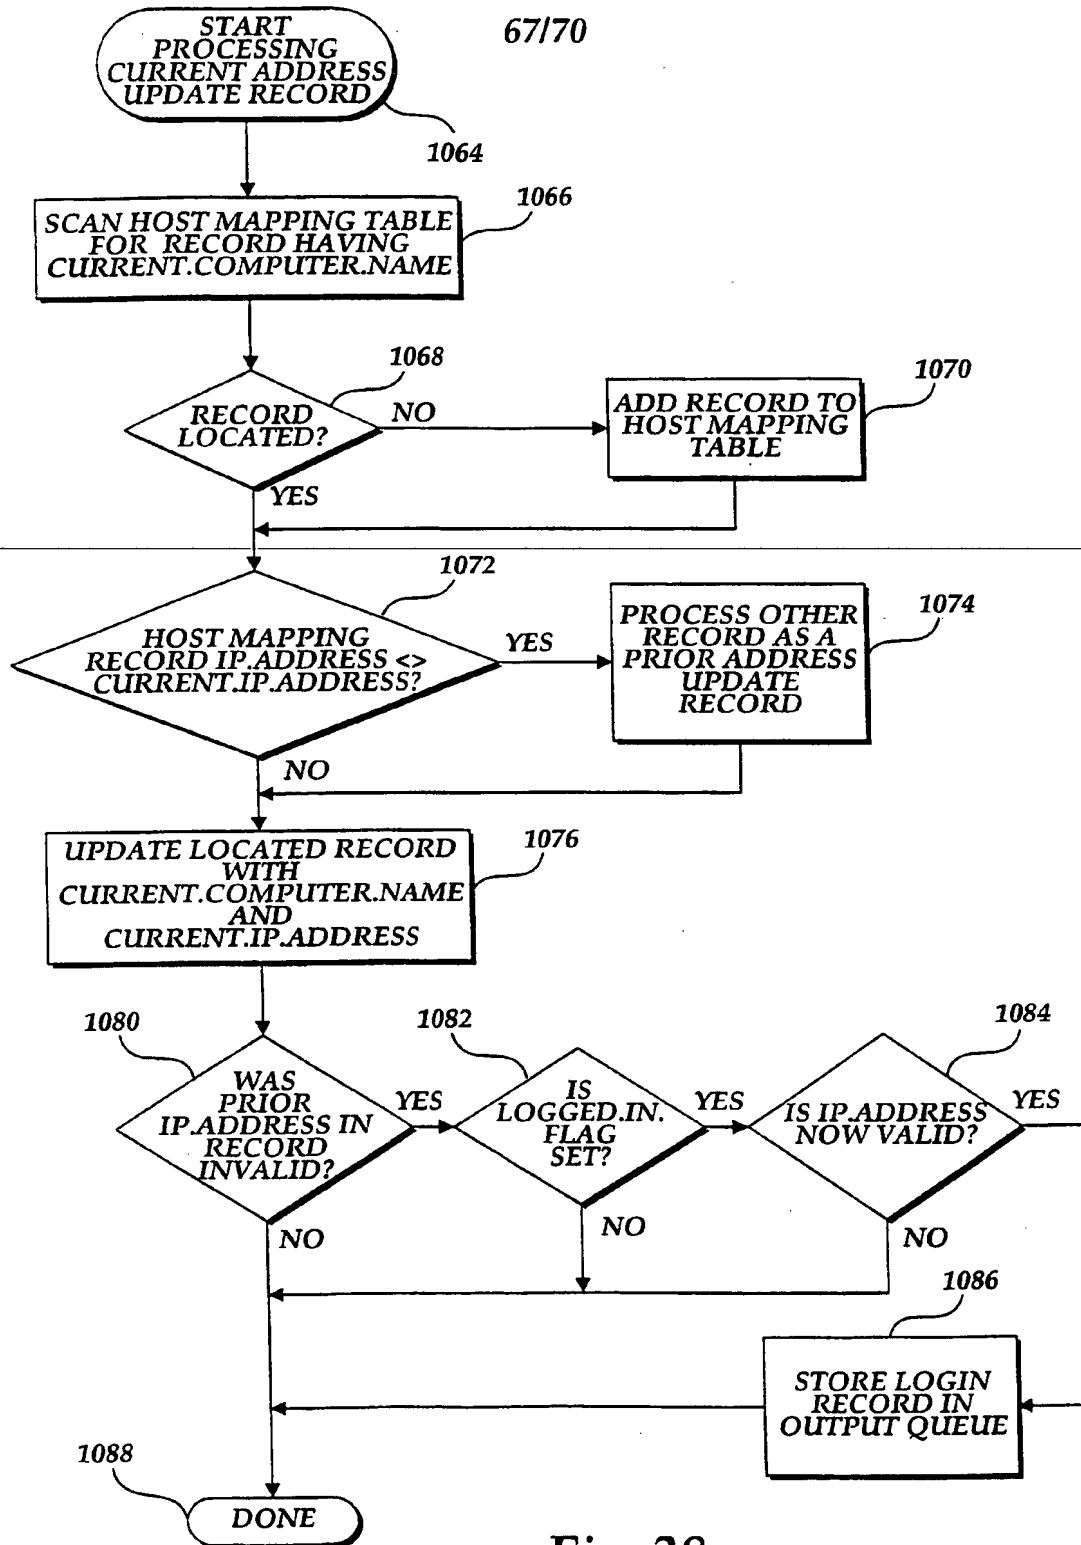 67/70
START
PROCESSING
CURRENT ADDRESS
UPDATE RECORD
1064
1066
SCAN HOST MAPPING TABLE
FOR RECORD HAVING
CURRENT.COMPUTER.NAME
1068
RECORD
LOCATED?
NO
YES
1070
ADD RECORD TO
HOST MAPPING
TABLE
1072
HOST MAPPING
RECORD IP.ADDRESS <>
CURRENT.IP.ADDRESS?
YES
NO
1074
PROCESS OTHER
RECORD AS A
PRIOR ADDRESS
UPDATE
RECORD
1076
UPDATE LOCATED RECORD
WITH
CURRENT.COMPUTER.NAME
AND
CURRENT.IP.ADDRESS
1080
WAS
PRIOR
IP.ADDRESS IN
RECORD
INVALID?
YES
NO
1082
IS
LOGGED.IN.
FLAG
SET?
YES
NO
1084
IS IP.ADDRESS
NOW VALID?
YES
NO
1086
STORE LOGIN
RECORD IN
OUTPUT QUEUE
1088
DONE